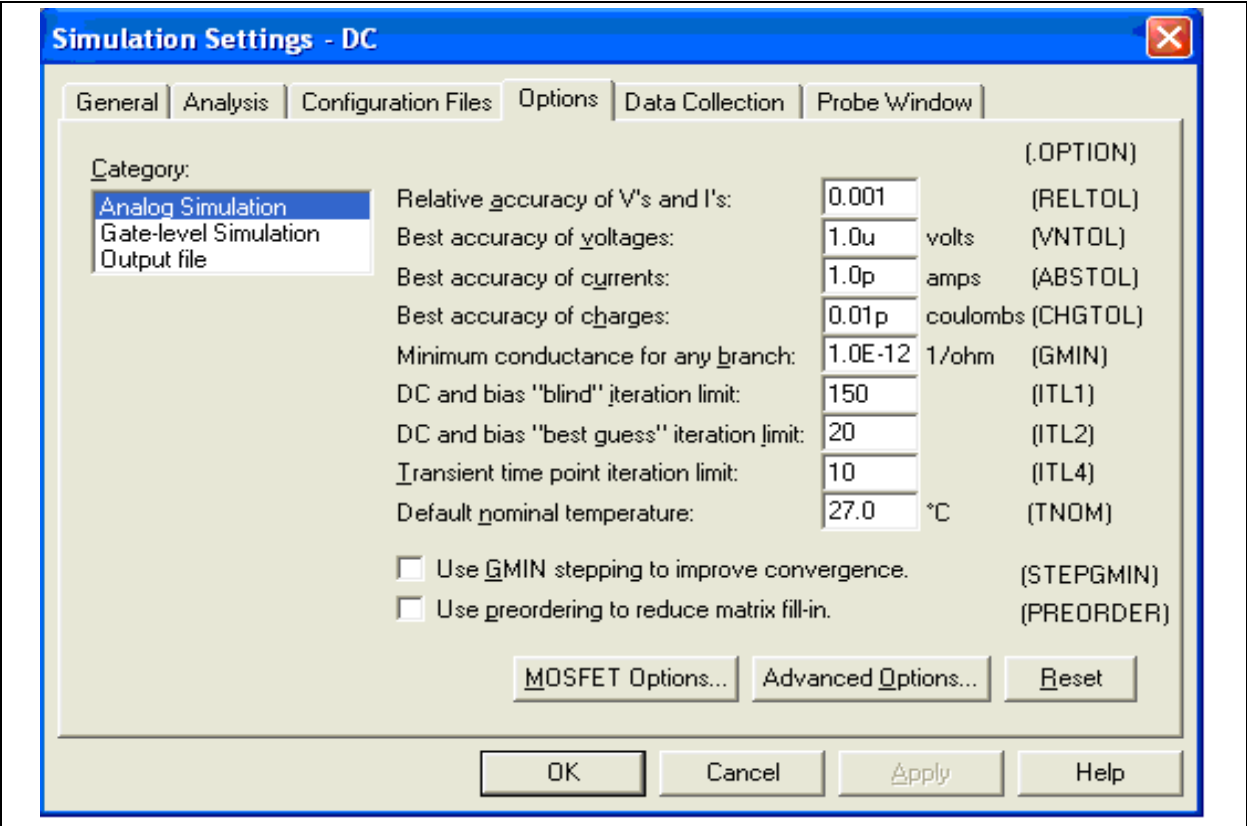 Simulation Settings - DC
General Analysis Configuration Files Options Data Collection Probe Window
(.OPTION)
Category:
Analog Simulation
Gate-level Simulation
Output file
Relative accuracy of V's and I's: 0.001 (RELTOL)
Best accuracy of voltages: 1.0u volts (VNTOL)
Best accuracy of currents: 1.0p amps (ABSTOL)
Best accuracy of charges: 0.01p coulombs (CHGTOL)
Minimum conductance for any branch: 1.0E-12 1/ohm (GMIN)
DC and bias "blind" iteration limit: 150 (ITL1)
DC and bias "best guess" iteration limit: 20 (ITL2)
Transient time point iteration limit: 10 (ITL4)
Default nominal temperature: 27.0 °C (TNOM)
Use GMIN stepping to improve convergence. (STEPGMIN)
Use preordering to reduce matrix fill-in. (PREORDER)
MOSFET Options... Advanced Options... Reset
OK Cancel Apply Help